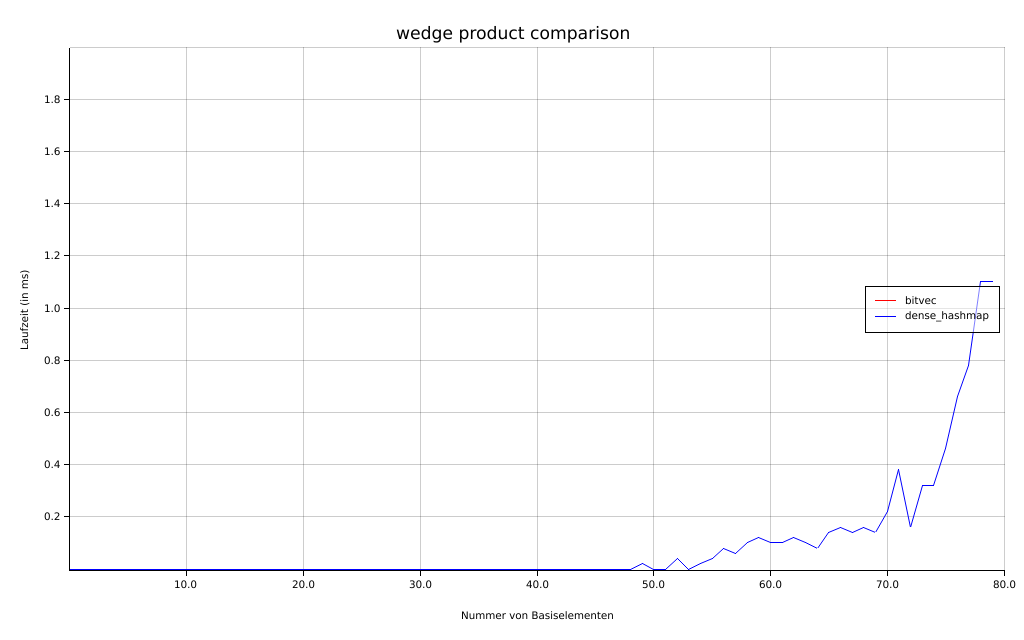 wedge product comparison
1.8
1.6
1.4
1.2
1.0
0.8
0.6
0.4
0.2
Laufzeit (in ms)
bitvec
dense_hashmap
10.0 20.0 30.0 40.0 50.0 60.0 70.0 80.0
Nummer von Basiselementen